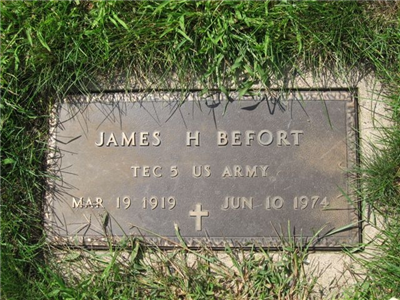 JAMES H BEFORT
TEC 5 US ARMY
MAR 19 1919 JUN 10 1974